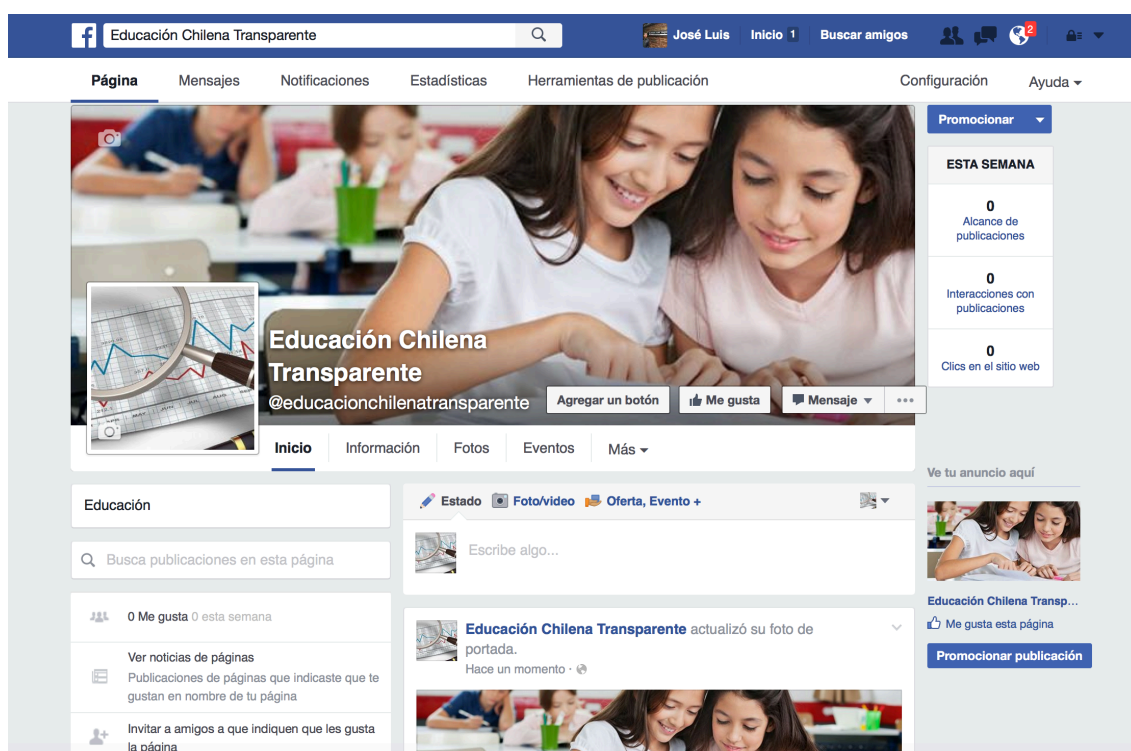 Educación Chilena Transparente
José Luis
Inicio 1
Buscar amigos
2
Página
Mensajes
Notificaciones
Estadísticas
Herramientas de publicación
Configuración
Ayuda
Promocionar
ESTA SEMANA
0
Alcance de
publicaciones
0
Interacciones con
publicaciones
0
Clics en el sitio web
Educación Chilena
Transparente
@educacionchilenatransparente
Agregar un botón
Me gusta
Mensaje
Inicio
Información
Fotos
Eventos
Más
Educación
Busca publicaciones en esta página
0 Me gusta 0 esta semana
Ver noticias de páginas
Publicaciones de páginas que indicaste que te
gustan en nombre de tu
página
Invitar a amigos a que indiquen que les gusta
la página
Estado
Foto/video
Oferta, Evento +
Escribe algo...
Educación Chilena Transparente actualizó su foto de
portada.
Hace un momento ·
Ve tu anuncio aquí
Educación Chilena Transp...
Me gusta esta página
Promocionar publicación